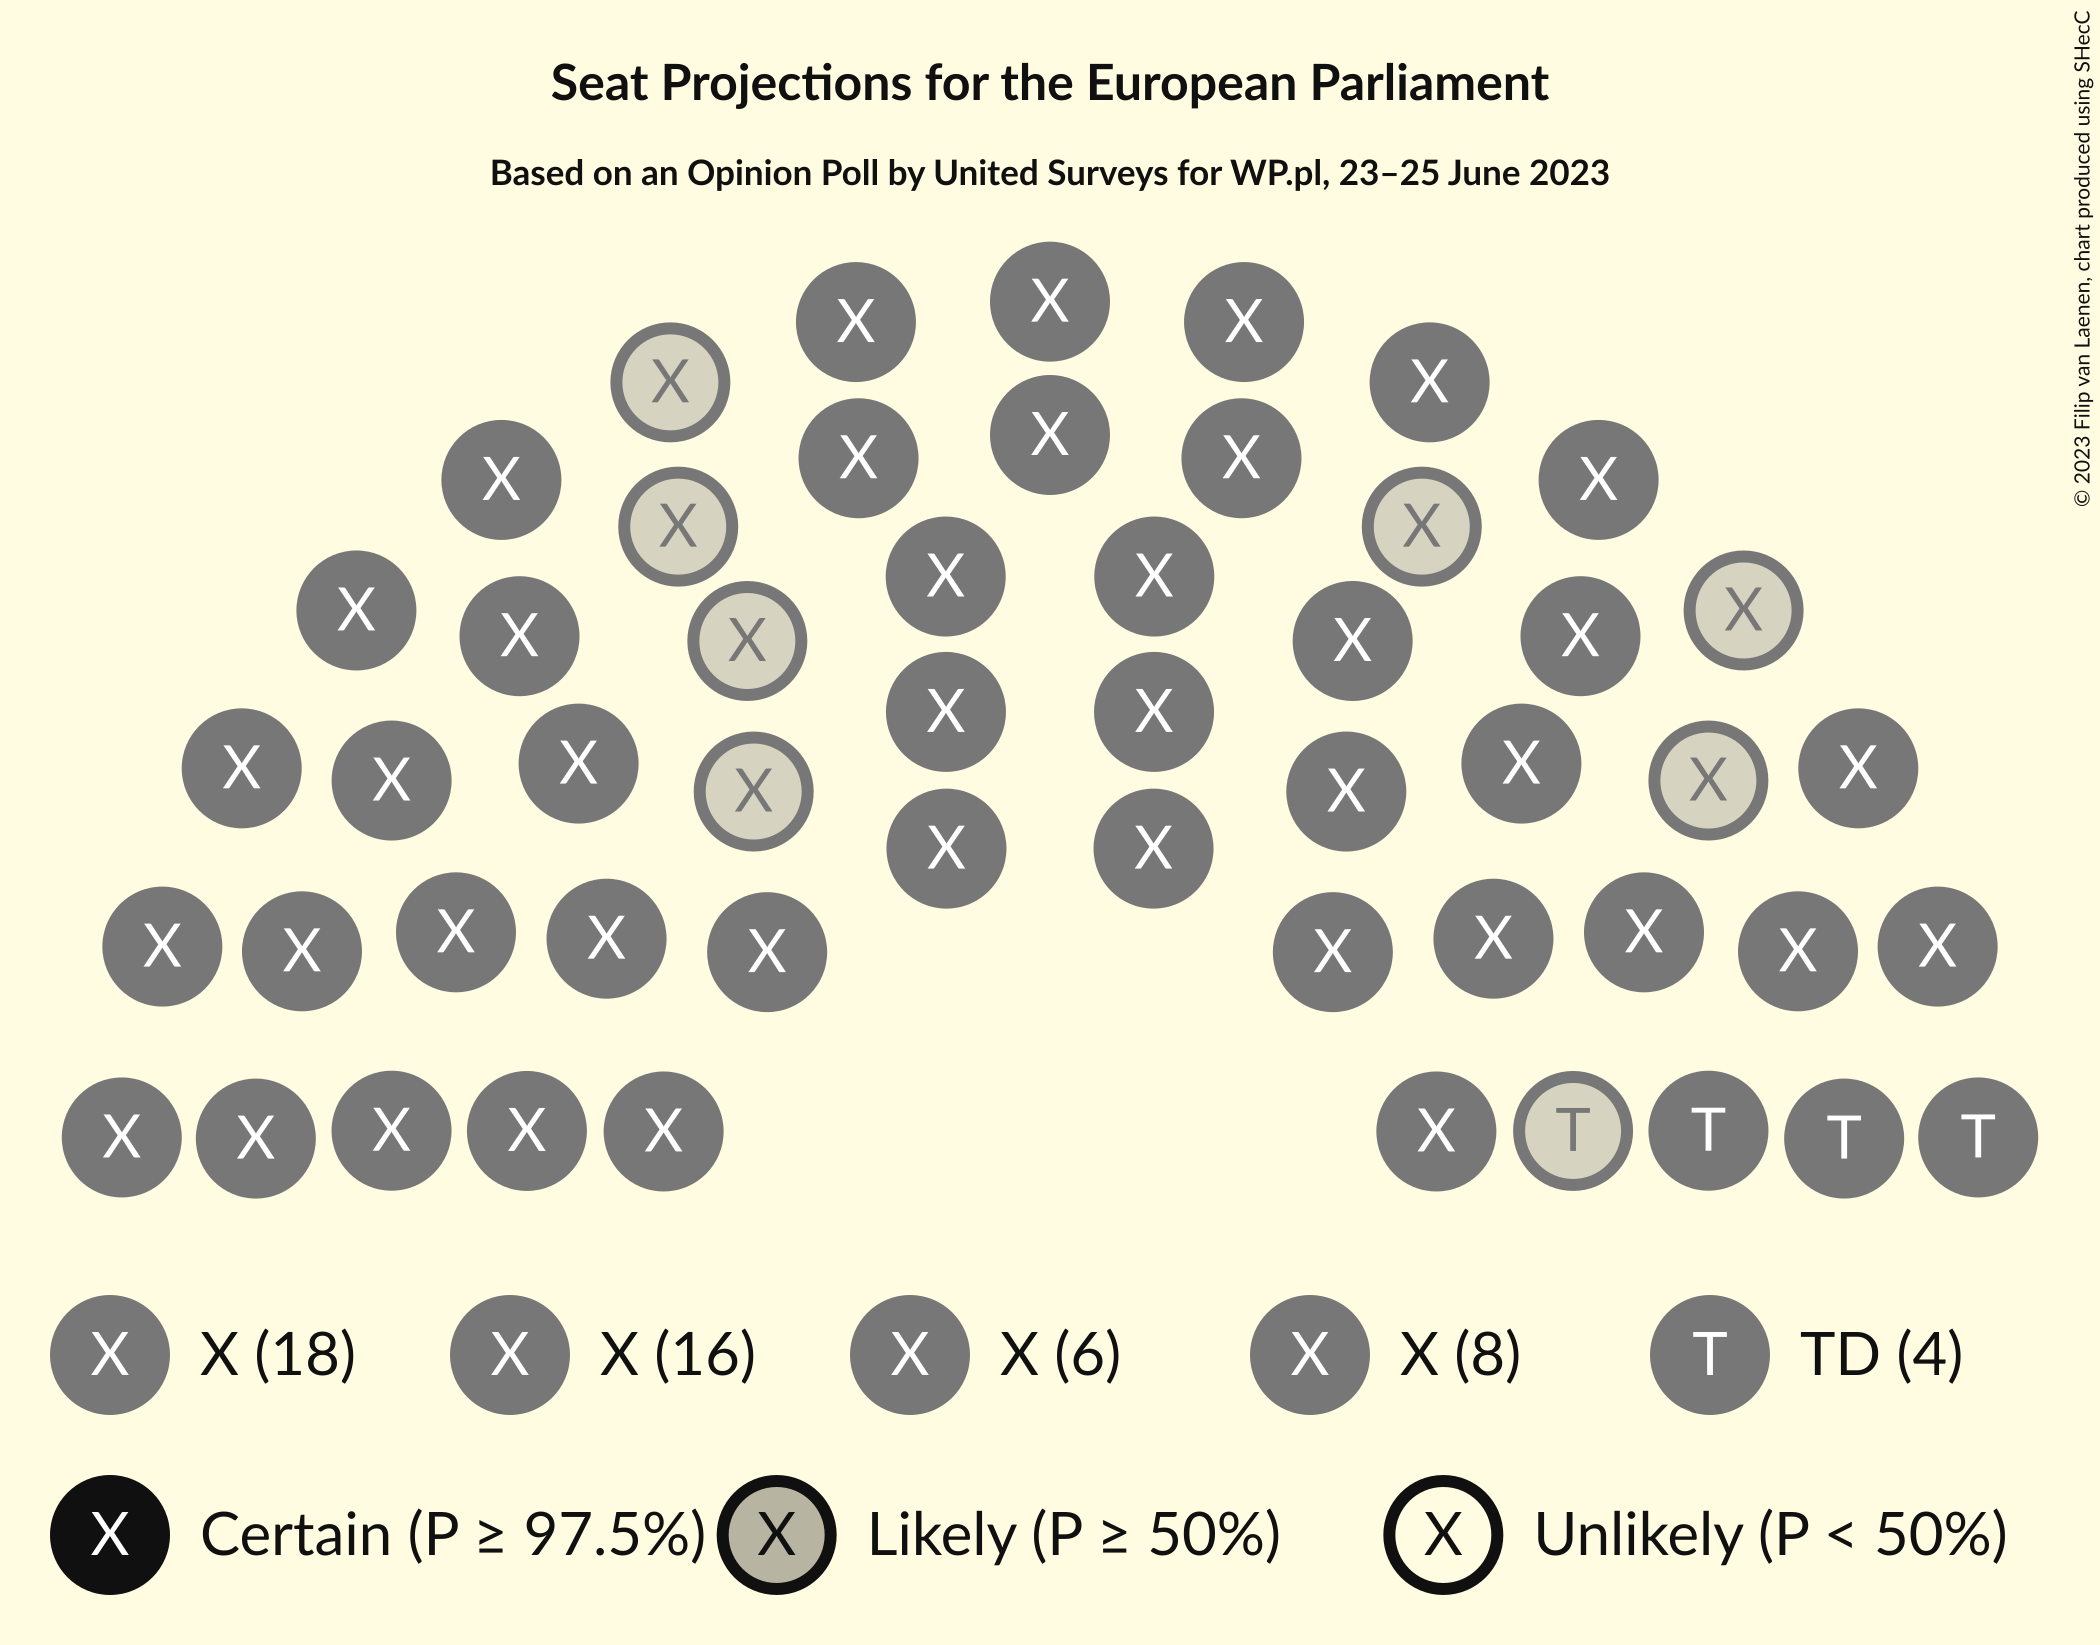 Seat Projections for the European Parliament
Based on an Opinion Poll by United Surveys for WP.pl, 23–25 June 2023
© 2023 Filip van Laenen, chart produced using SHecC
X
X X
X X
X X X
X X
X X
X X
X X X X
X X
X X
X X X X
X X
X X X X
X X
X X
X X X X
X X
X X
X X
X X X X
X X X X X X T T T T
X X (18) X X (16) X X (6) X X (8) T TD (4)
X Certain (P ≥ 97.5%) X Likely (P ≥ 50%) X Unlikely (P < 50%)